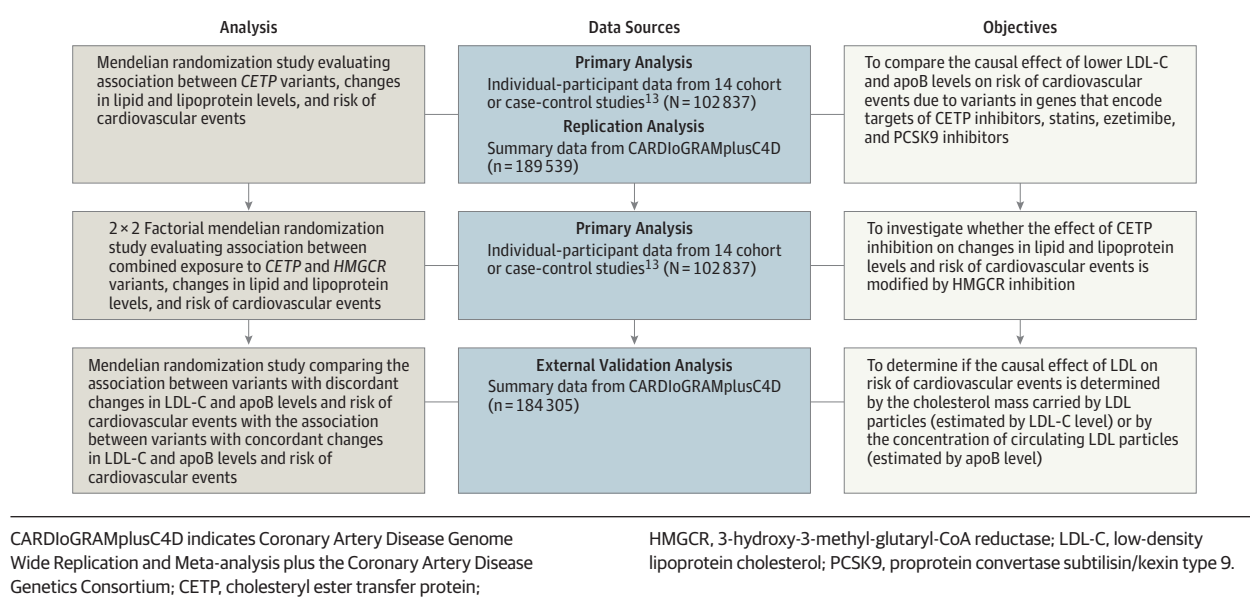 Analysis
Data Sources
Objectives
Mendelian randomization study evaluating
association between CETP variants, changes
in lipid and lipoprotein levels, and risk of
cardiovascular events
Primary Analysis
Individual-participant data from 14 cohort
or case-control studies13 (N = 102 837)
Replication Analysis
Summary data from CARDIoGRAMplusC4D
(n = 189 539)
To compare the causal effect of lower LDL-C
and apoB levels on risk of cardiovascular
events due to variants in genes that encode
targets of CETP inhibitors, statins, ezetimibe,
and PCSK9 inhibitors
2 × 2 Factorial mendelian randomization
study evaluating association between
combined exposure to CETP and HMGCR
variants, changes in lipid and lipoprotein
levels, and risk of cardiovascular events
Primary Analysis
Individual-participant data from 14 cohort
or case-control studies13 (N = 102 837)
To investigate whether the effect of CETP
inhibition on changes in lipid and lipoprotein
levels and risk of cardiovascular events is
modified by HMGCR inhibition
Mendelian randomization study comparing the
association between variants with discordant
changes in LDL-C and apoB levels and risk of
cardiovascular events with the association
between variants with concordant changes
in LDL-C and apoB levels and risk of
cardiovascular events
External Validation Analysis
Summary data from CARDIoGRAMplusC4D
(n = 184 305)
To determine if the causal effect of LDL on
risk of cardiovascular events is determined
by the cholesterol mass carried by LDL
particles (estimated by LDL-C level) or by
the concentration of circulating LDL particles
(estimated by apoB level)
CARDIoGRAMplusC4D indicates Coronary Artery Disease Genome
Wide Replication and Meta-analysis plus the Coronary Artery Disease
Genetics Consortium; CETP, cholesteryl ester transfer protein;
HMGCR, 3-hydroxy-3-methyl-glutaryl-CoA reductase; LDL-C, low-density
lipoprotein cholesterol; PCSK9, proprotein convertase subtilisin/kexin type 9.